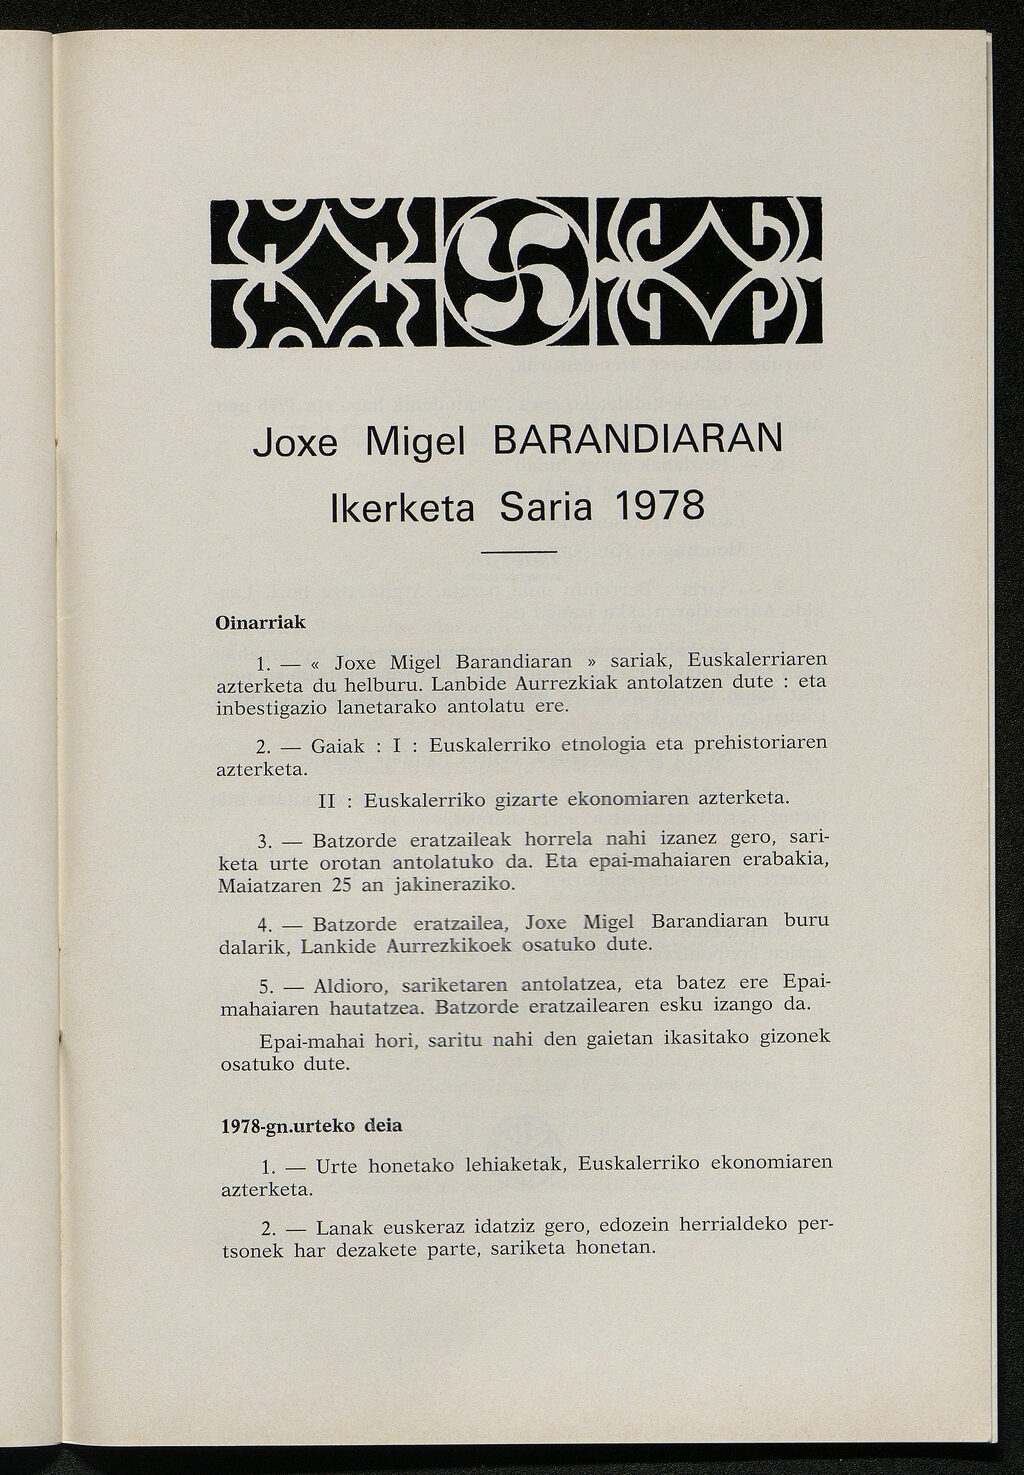 Joxe Migel BARANDIARAN
Ikerketa Saria 1978
Oinarriak
1. — « Joxe Migel Barandiaran » sariak, Euskalerriaren
azterketa du helburu. Lanbide Aurrezkiak antolatzen dute : eta
inbestigazio lanetarako antolatu ere.
2. — Gaiak : I : Euskalerriko etnologia eta prehistoriaren
azterketa.
II : Euskalerriko gizarte ekonomiaren azterketa.
3. — Batzorde eratzaileak horrela nahi izanez gero, sari-
keta urte orotan antolatuko da. Eta epai-mahaiaren erabakia,
Maiatzaren 25 an jakineraziko.
4. — Batzorde eratzailea, Joxe Migel Barandiaran buru
dalarik, Lankide Aurrezkikoek osatuko dute.
5. — Aldioro, sariketaren antolatzea, eta batez ere Epai-
mahaiaren hautatzea. Batzorde eratzailearen esku izango da.
Epai-mahai hori, saritu nahi den gaietan ikasitako gizonek
osatuko dute.
1978-gn.urteko deia
1. — Urte honetako lehiaketak, Euskalerriko ekonomiaren
azterketa.
2. — Lanak euskeraz idatziz gero, edozein herrialdeko per-
tsonek har dezakete parte, sariketa honetan.